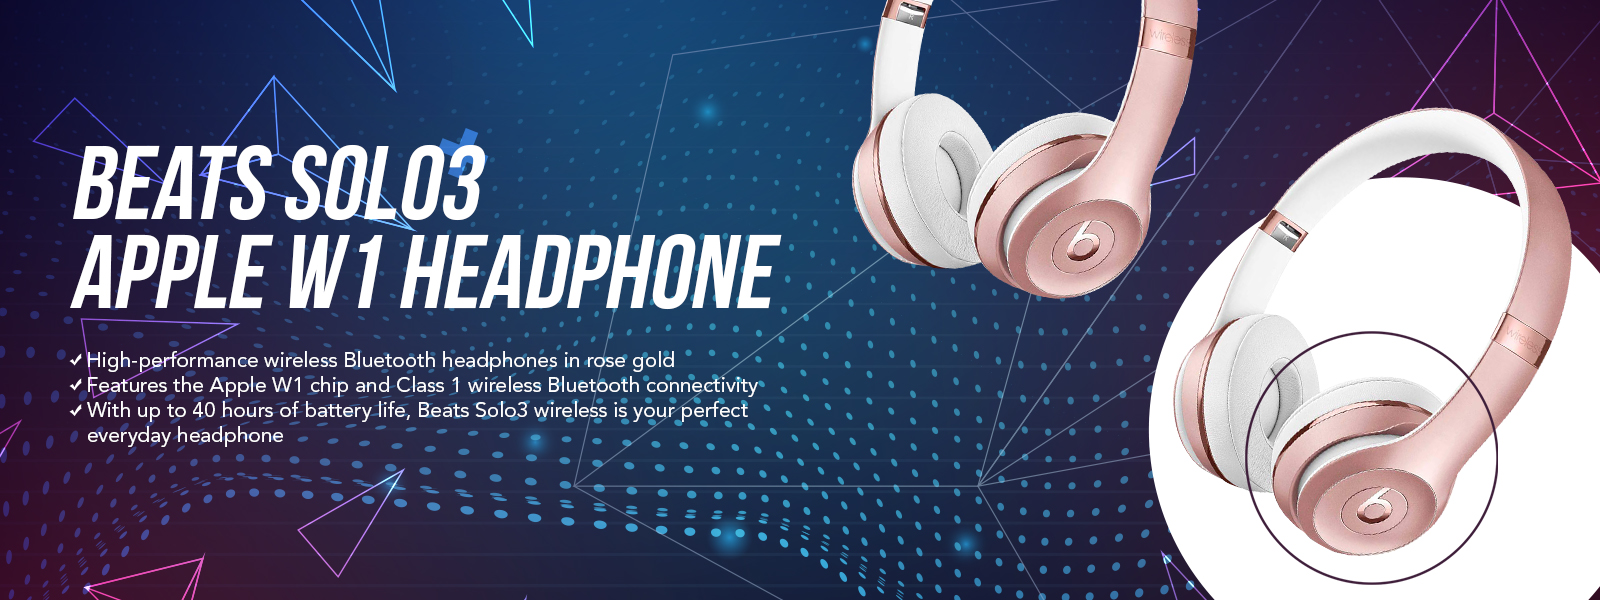 BEATS SOLO3
APPLE W1 HEADPHONE
✓ High-performance wireless Bluetooth headphones in rose gold
✓ Features the Apple W1 chip and Class 1 wireless Bluetooth connectivity
✓ With up to 40 hours of battery life, Beats Solo3 wireless is your perfect
everyday headphone
wireless
wireless
b
b